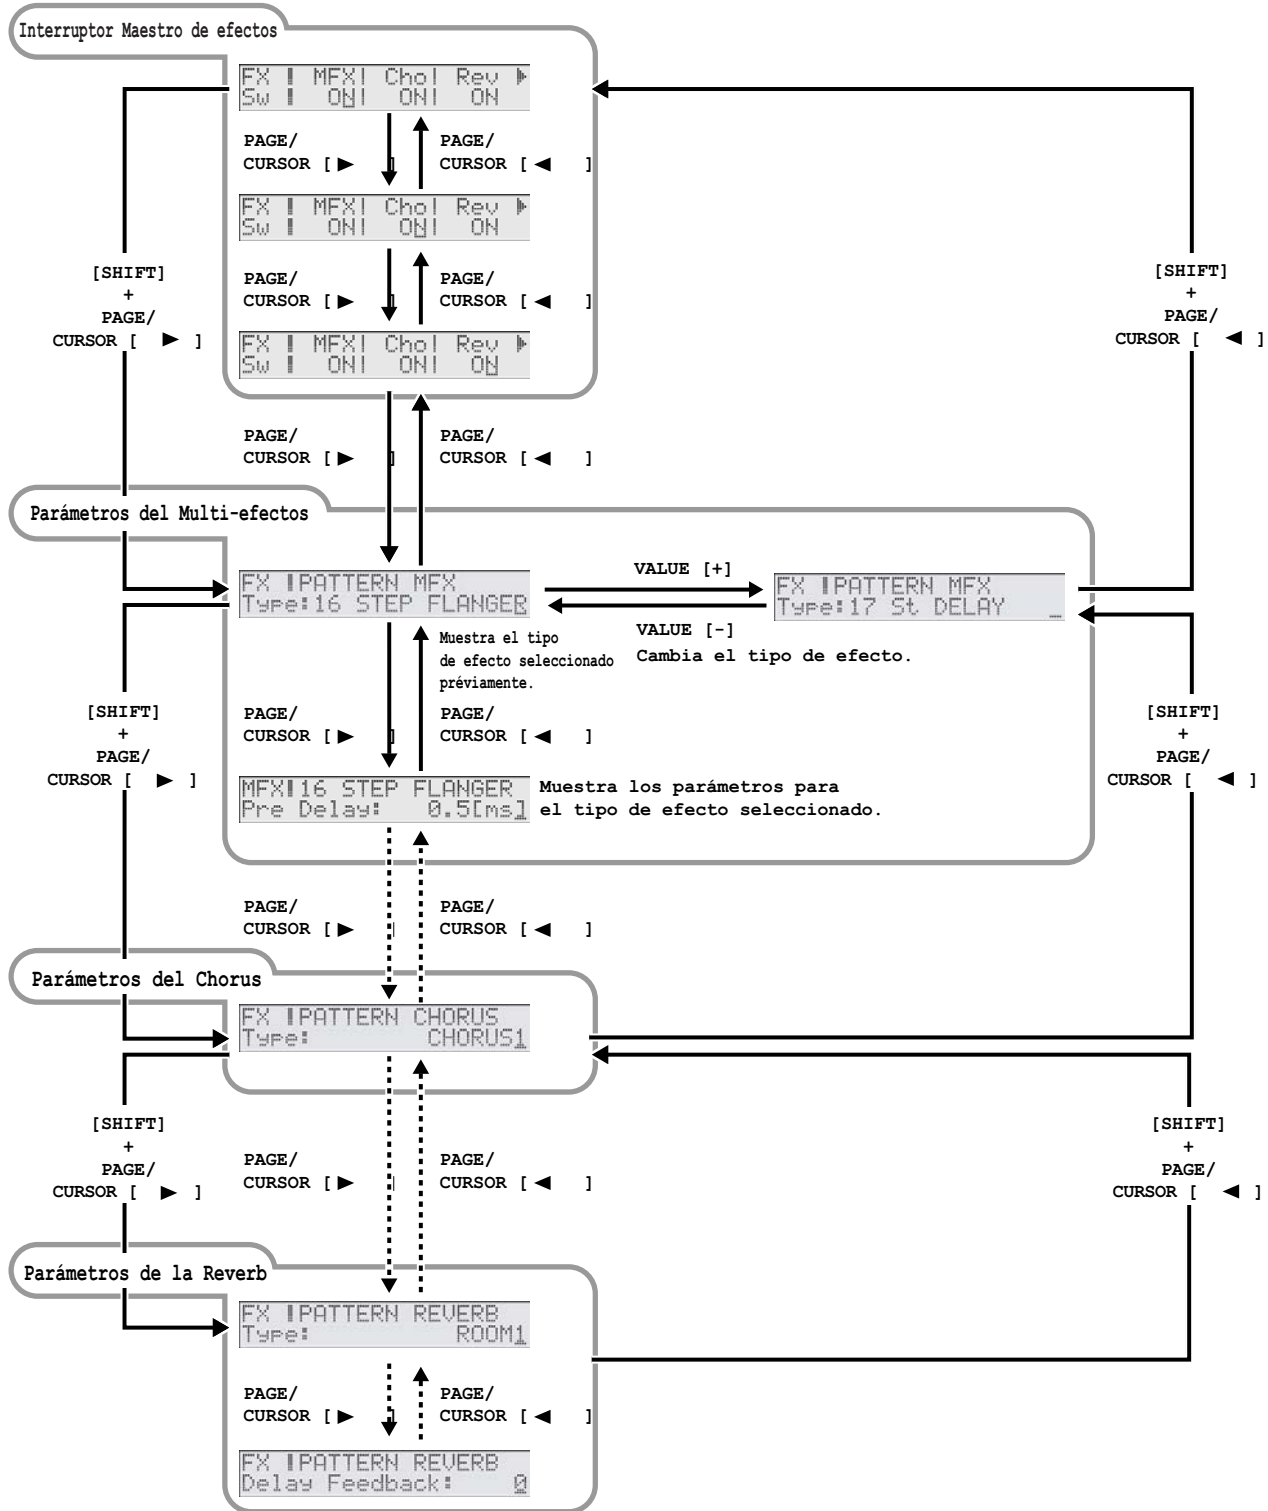 Interruptor Maestro de efectos
FX | MFX| Cho| Rev ▶
Sw | ON| ON| ON
PAGE/
CURSOR [ ▶ ]
PAGE/
CURSOR [ ◀ ]
FX | MFX| Cho| Rev ▶
Sw | ON| ON| ON
[SHIFT]
+
PAGE/
CURSOR [ ▶ ]
PAGE/
CURSOR [ ▶ ]
PAGE/
CURSOR [ ◀ ]
[SHIFT]
+
PAGE/
CURSOR [ ◀ ]
FX | MFX| Cho| Rev ▶
Sw | ON| ON| ON
PAGE/
CURSOR [ ▶ ]
PAGE/
CURSOR [ ◀ ]
Parámetros del Multi-efectos
FX |PATTERN MFX
Type:16 STEP FLANGER
VALUE [+]
FX |PATTERN MFX
Type:17 St DELAY
VALUE [-]
Cambia el tipo de efecto.
Muestra el tipo
de efecto seleccionado
préviamente.
[SHIFT]
+
PAGE/
CURSOR [ ▶ ]
PAGE/
CURSOR [ ▶ ]
PAGE/
CURSOR [ ◀ ]
[SHIFT]
+
PAGE/
CURSOR [ ◀ ]
MFX|16 STEP FLANGER
Pre Delay: 0.5[ms]
Muestra los parámetros para
el tipo de efecto seleccionado.
PAGE/
CURSOR [ ▶ ]
PAGE/
CURSOR [ ◀ ]
Parámetros del Chorus
FX |PATTERN CHORUS
Type: CHORUS1
[SHIFT]
+
PAGE/
CURSOR [ ▶ ]
PAGE/
CURSOR [ ▶ ]
PAGE/
CURSOR [ ◀ ]
[SHIFT]
+
PAGE/
CURSOR [ ◀ ]
Parámetros de la Reverb
FX |PATTERN REVERB
Type: ROOM1
PAGE/
CURSOR [ ▶ ]
PAGE/
CURSOR [ ◀ ]
FX |PATTERN REVERB
Delay Feedback: 0